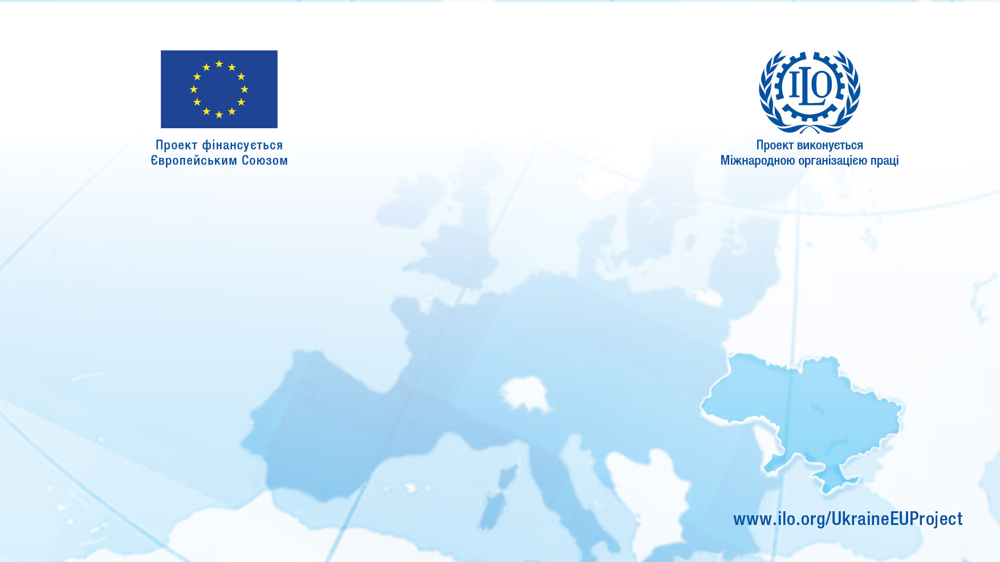 Проект фінансується
Європейським Союзом
ILO
Проект виконується
Міжнародною організацією праці
www.ilo.org/UkraineEUProject